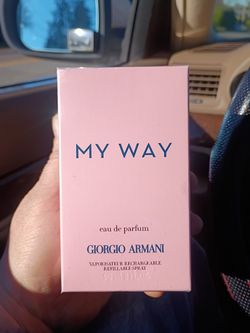 MY WAY
eau de parfum
GIORGIO ARMANI
VAPORISATEUR RECHARGEABLE
REFILLABLE SPRAY